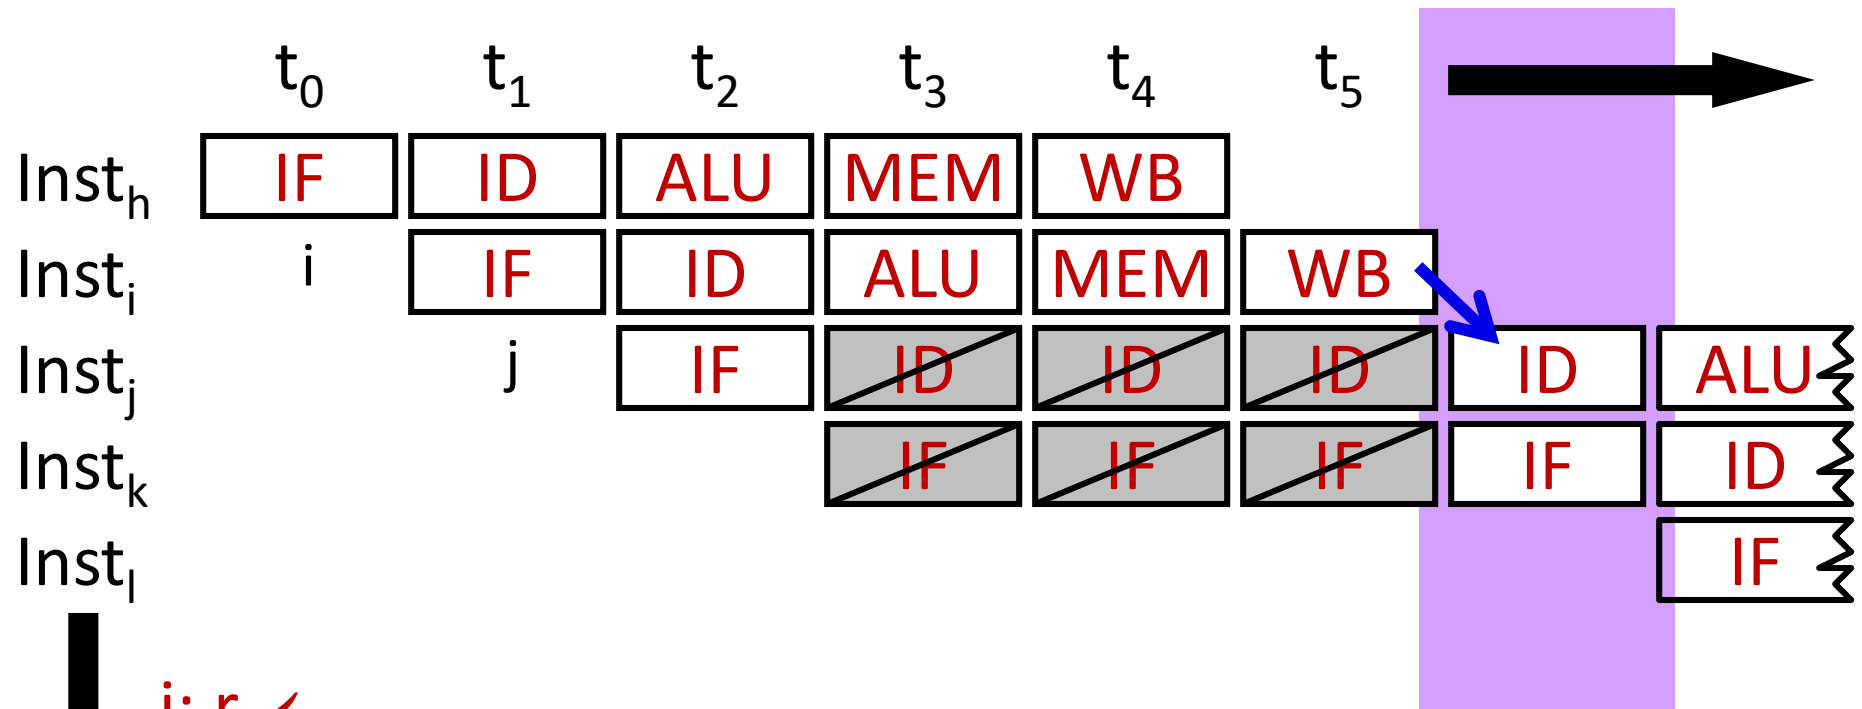 t₀ t₁ t₂ t₃ t₄ t₅
Instₕ IF ID ALU MEM WB
Instᵢ i IF ID ALU MEM WB
Instⱼ j IF ID ID ID ID ALU
Instₖ IF IF IF IF ID
Instₗ IF